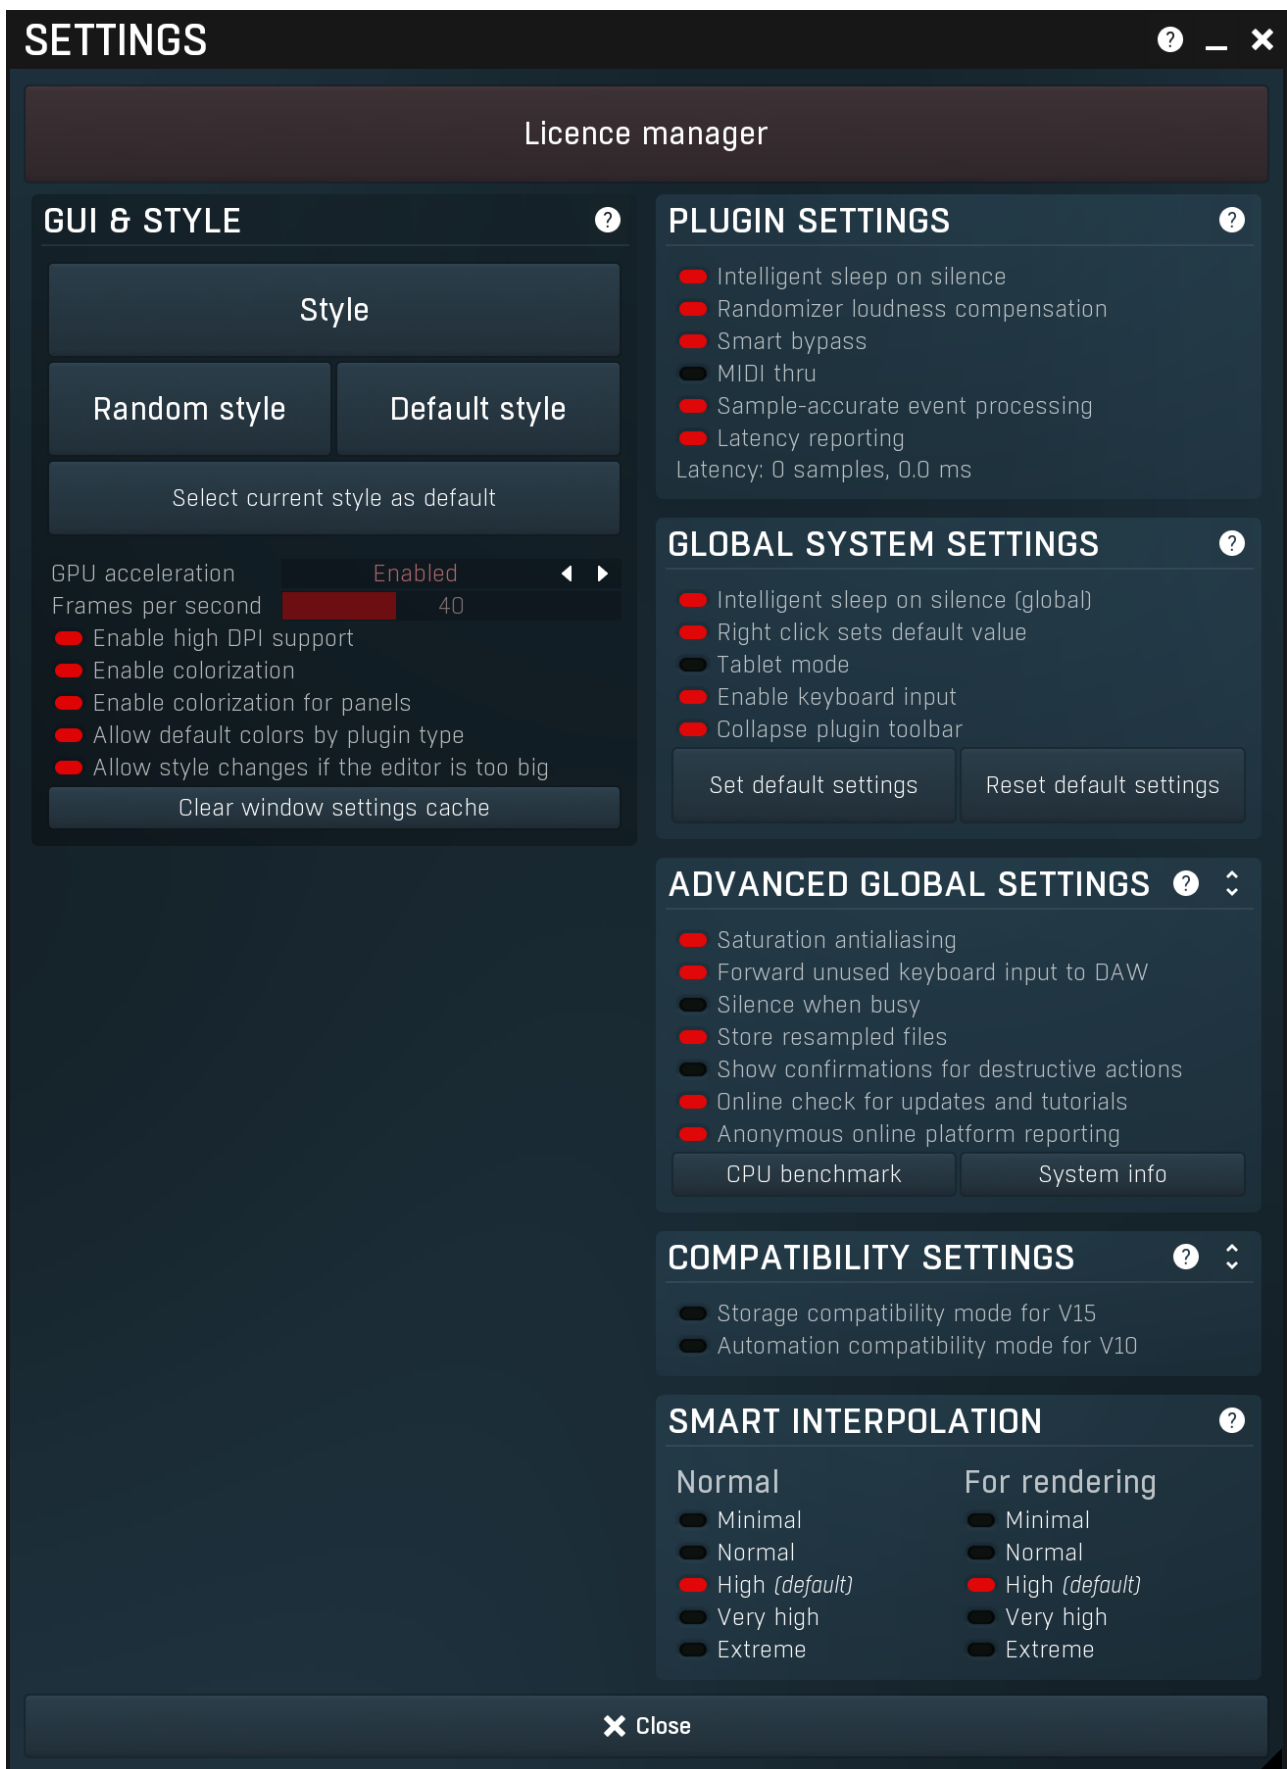 SETTINGS
Licence manager
GUI & STYLE
Style
Random style
Default style
Select current style as default
GPU acceleration Enabled
Frames per second 40
Enable high DPI support
Enable colorization
Enable colorization for panels
Allow default colors by plugin type
Allow style changes if the editor is too big
Clear window settings cache
PLUGIN SETTINGS
Intelligent sleep on silence
Randomizer loudness compensation
Smart bypass
MIDI thru
Sample-accurate event processing
Latency reporting
Latency: 0 samples, 0.0 ms
GLOBAL SYSTEM SETTINGS
Intelligent sleep on silence (global)
Right click sets default value
Tablet mode
Enable keyboard input
Collapse plugin toolbar
Set default settings
Reset default settings
ADVANCED GLOBAL SETTINGS
Saturation antialiasing
Forward unused keyboard input to DAW
Silence when busy
Store resampled files
Show confirmations for destructive actions
Online check for updates and tutorials
Anonymous online platform reporting
CPU benchmark
System info
COMPATIBILITY SETTINGS
Storage compatibility mode for V15
Automation compatibility mode for V10
SMART INTERPOLATION
Normal
Minimal
Normal
High (default)
Very high
Extreme
For rendering
Minimal
Normal
High (default)
Very high
Extreme
Close